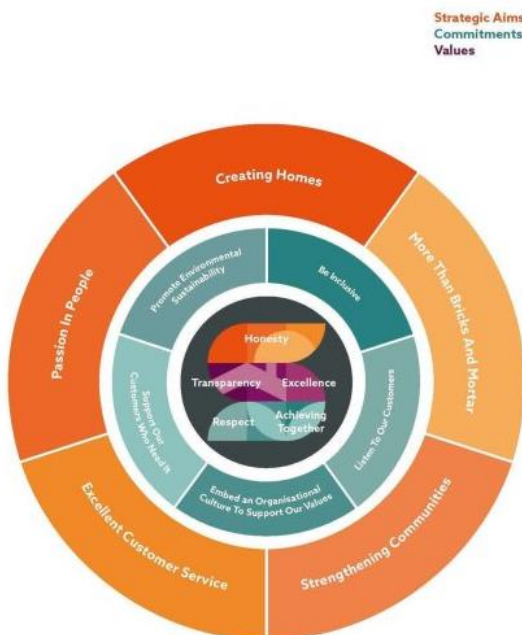 Strategic Aims
Commitments
Values
Creating Homes
More Than Bricks And Mortar
Strengthening Communities
Excellent Customer Service
Passion In People
Be Inclusive
Listen To Our Customers
Embed an Organisational
Culture To Support Our Values
Support Our
Customers Who Need It
Promote Environmental
Sustainability
Honesty
Transparency
Excellence
Respect
Achieving
Together